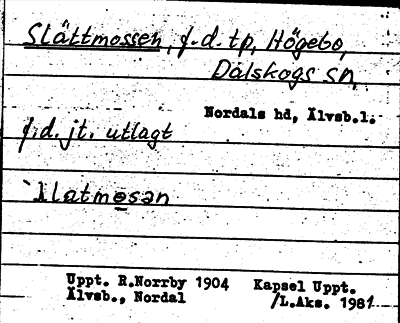 Slättmossen, f.d. tp, Högebo,
Dalskogs sn,
Nordals hd, Älvsb.l.
f.d. jt. utlagt
Uppt. R.Norrby 1904 Kapsel Uppt.
Älvsb., Nordal /L.Aks. 1981